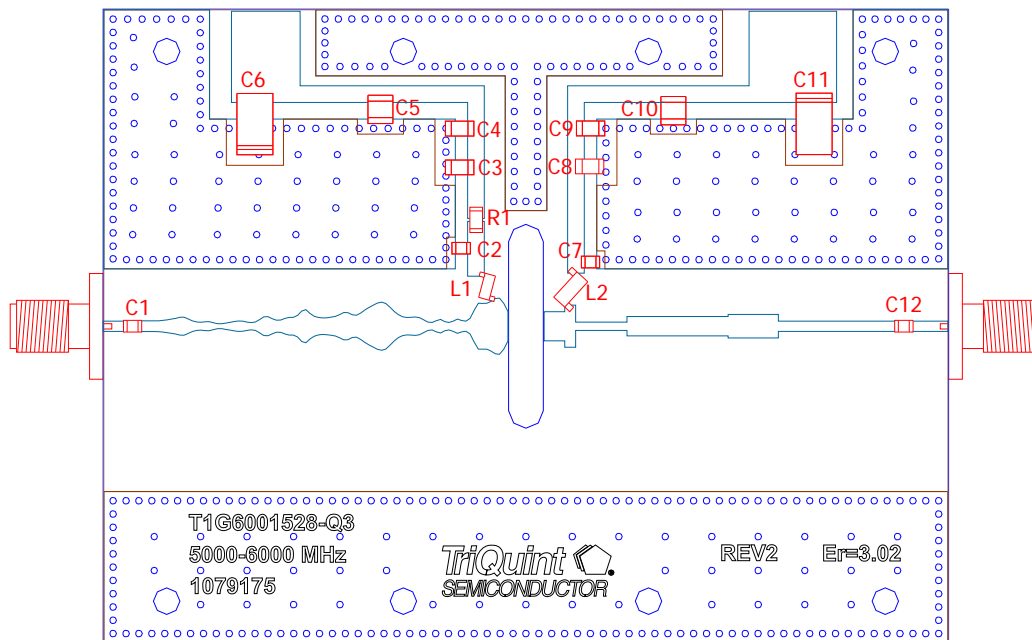 C6
C5
C10
C11
C4
C9
C3
C8
R1
C2
C7
L1
L2
C1
C12
T1G6001528-Q3
5000-6000 MHz
1079175
TriQuint
SEMICONDUCTOR
REV2
Er=3.02